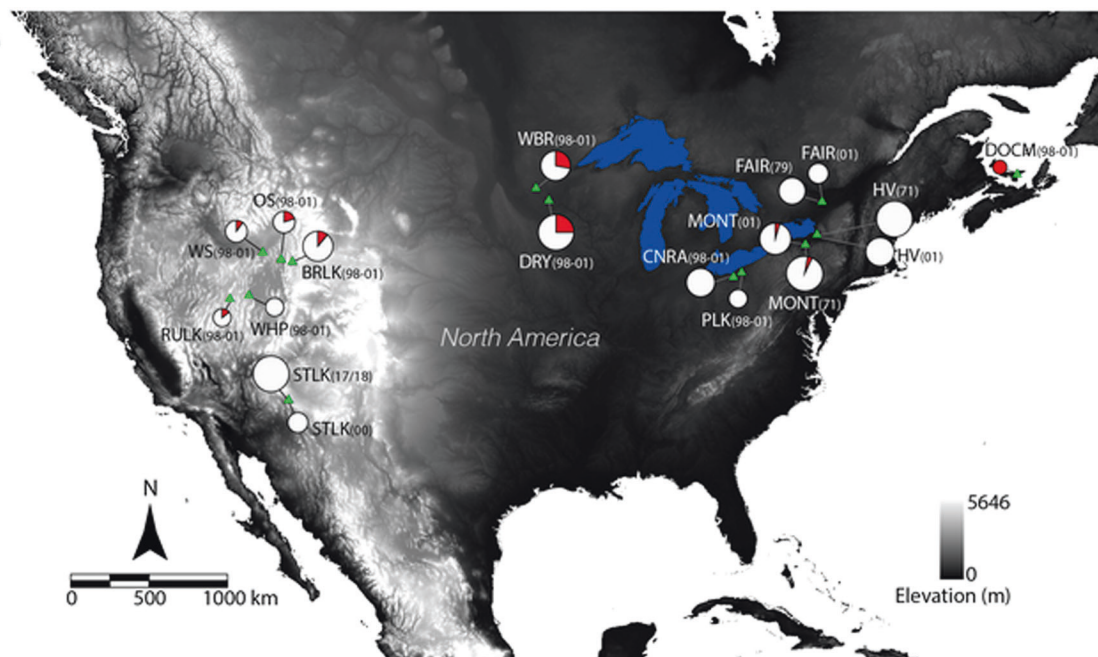 WBR(98-01)
FAIR(01)
DOCM(98-01)
FAIR(79)
HV(71)
OS(98-01)
MONT(01)
WS(98-01)
CNRA(98-01)
HV(01)
DRY(98-01)
BRLK(98-01)
MONT(71)
PLK(98-01)
RULK(98-01)
WHP(98-01)
North America
STLK(17/18)
STLK(00)
N
5646
0
Elevation (m)
0 500 1000 km